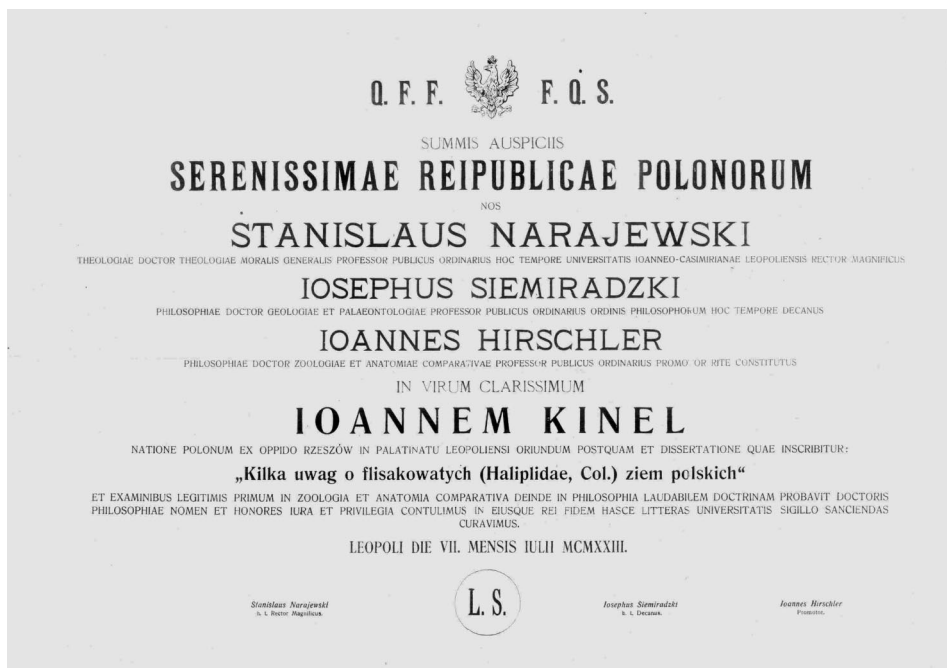 Q. F. F. F. Q. S.
SUMMIS AUSPICIIS
SERENISSIMAE REIPUBLICAE POLONORUM
NOS
STANISLAUS NARAJEWSKI
THEOLOGIAE DOCTOR THEOLOGIAE MORALIS GENERALIS PROFESSOR PUBLICUS ORDINARIUS HOC TEMPORE UNIVERSITATIS IOANNEO-CASIMIRIANAE LEOPOLIENSIS RECTOR MAGNIFICUS
IOSEPHUS SIEMIRADZKI
PHILOSOPHIAE DOCTOR GEOLOGIAE ET PALAEONTOLOGIAE PROFESSOR PUBLICUS ORDINARIUS ORDINIS PHILOSOPHORUM HOC TEMPORE DECANUS
IOANNES HIRSCHLER
PHILOSOPHIAE DOCTOR ZOOLOGIAE ET ANATOMIAE COMPARATIVAE PROFESSOR PUBLICUS ORDINARIUS PROMOTOR RITE CONSTITUTUS
IN VIRUM CLARISSIMUM
IOANNEM KINEL
NATIONE POLONUM EX OPPIDO RZESZÓW IN PALATINATU LEOPOLIENSI ORIUNDUM POSTQUAM ET DISSERTATIONE QUAE INSCRIBITUR:
„Kilka uwag o flisakowatych (Haliplidae, Col.) ziem polskich“
ET EXAMINIBUS LEGITIMIS PRIMUM IN ZOOLOGIA ET ANATOMIA COMPARATIVA DEINDE IN PHILOSOPHIA LAUDABILEM DOCTRINAM PROBAVIT DOCTORIS
PHILOSOPHIAE NOMEN ET HONORES IURA ET PRIVILEGIA CONTULIMUS IN EIUSQUE REI FIDEM HASCE LITTERAS UNIVERSITATIS SIGILLO SANCIENDAS
CURAVIMUS.
LEOPOLI DIE VII. MENSIS IULII MCMXXIII.
L. S.
Stanislaus Narajewski
h. t. Rector Magnificus.
Iosephus Siemiradzki
h. t. Decanus.
Ioannes Hirschler
Promotor.